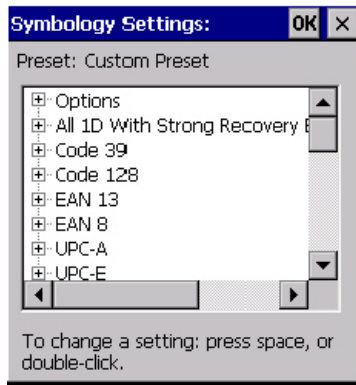 Symbology Settings: OK ×
Preset: Custom Preset
Options
All 1D With Strong Recovery
Code 39
Code 128
EAN 13
EAN 8
UPC-A
UPC-E
To change a setting: press space, or
double-click.